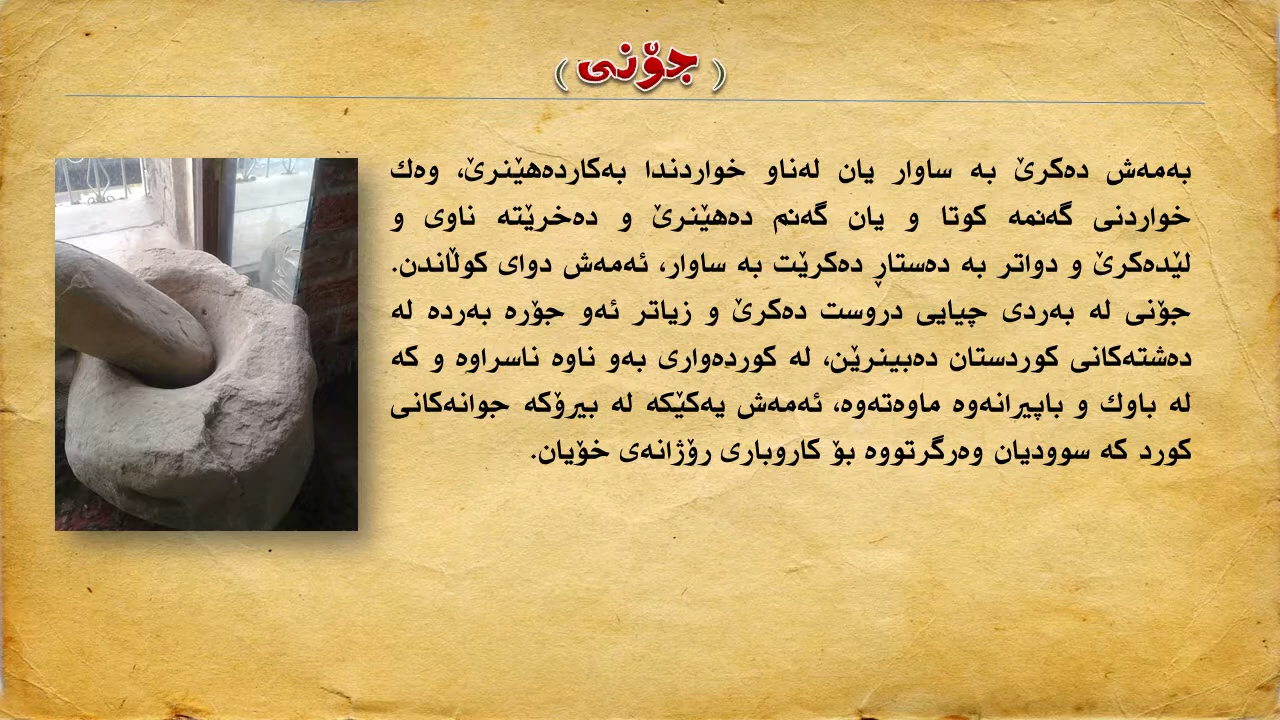 ( جۆنی )
بەمەش دەکرێ بە ساوار یان لەناو خواردندا بەکاردەهێنرێ، وەك
خواردنی گەنمە کوتا و یان گەنم دەهێنرێ و دەخرێتە ناوی و
لێدەکرێ و دواتر بە دەستاڕ دەکرێت بە ساوار، ئەمەش دوای کوڵاندن.
جۆنی لە بەردی چیایی دروست دەکرێ و زیاتر ئەو جۆرە بەردە لە
دەشتەکانی کوردستان دەبینرێن، لە کوردەواری بەو ناوە ناسراوە و کە
لە باوك و باپیرانەوە ماوەتەوە، ئەمەش یەکێکە لە بیرۆکە جوانەکانی
کورد کە سوودیان وەرگرتووە بۆ کاروباری رۆژانەی خۆیان.